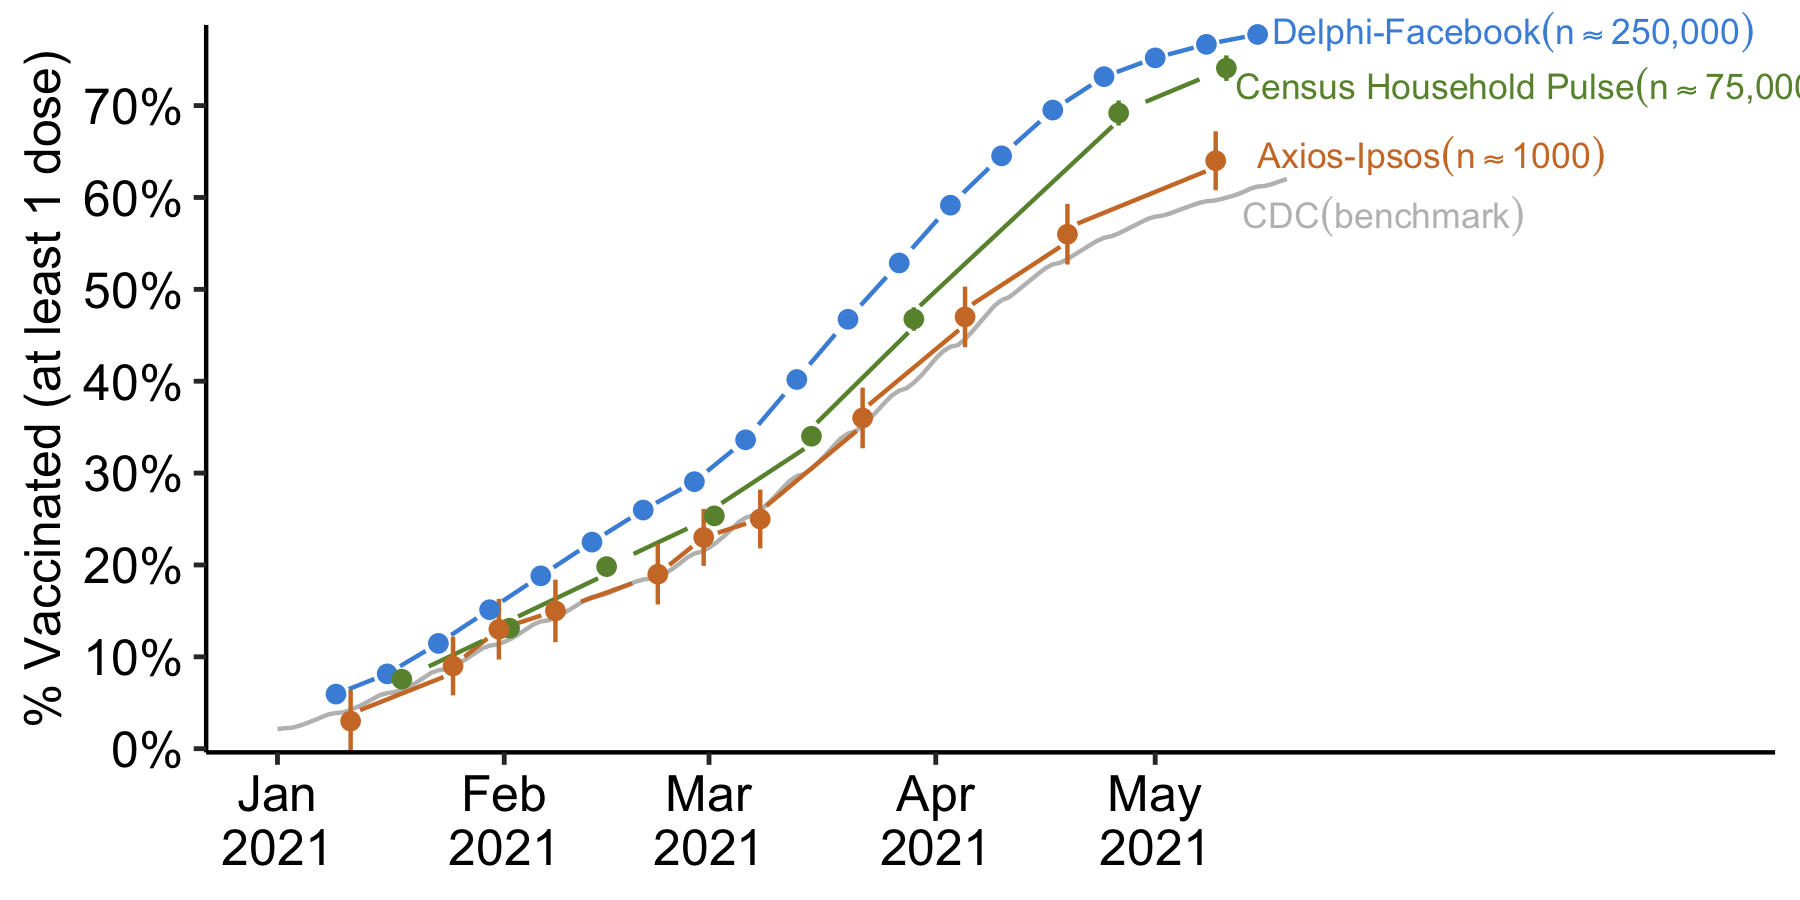 % Vaccinated (at least 1 dose)
70%
60%
50%
40%
30%
20%
10%
0%
Jan
2021
Feb
2021
Mar
2021
Apr
2021
May
2021
Delphi-Facebook(n ≈ 250,000)
Census Household Pulse(n ≈ 75,00
Axios-Ipsos(n ≈ 1000)
CDC(benchmark)